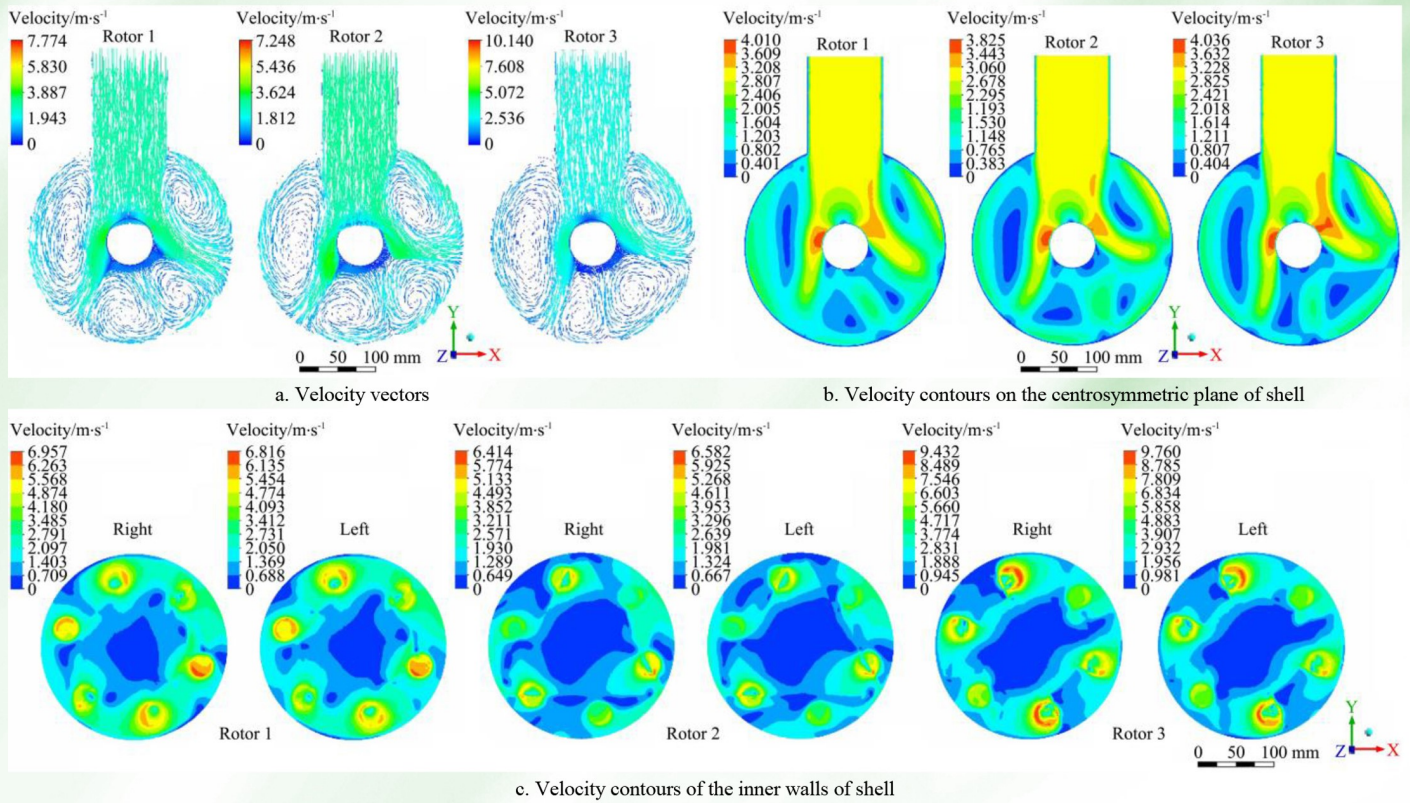 Velocity/m·s-1
Rotor 1
7.774
5.830
3.887
1.943
0
Velocity/m·s-1
Rotor 2
7.248
5.436
3.624
1.812
0
Velocity/m·s-1
Rotor 3
10.140
7.608
5.072
2.536
0
Y
Z
X
0 50 100 mm
a. Velocity vectors
Velocity/m·s-1
Rotor 1
4.010
3.609
3.208
2.807
2.406
2.005
1.604
1.203
0.802
0.401
0
Velocity/m·s-1
Rotor 2
3.825
3.443
3.060
2.678
2.295
1.193
1.530
1.148
0.765
0.383
0
Velocity/m·s-1
Rotor 3
4.036
3.632
3.228
2.825
2.421
2.018
1.614
1.211
0.807
0.404
0
0 50 100 mm
Y
Z
X
b. Velocity contours on the centrosymmetric plane of shell
Velocity/m·s-1
6.957
6.263
5.568
4.874
4.180
3.485
2.791
2.097
1.403
0.709
0
Right
Velocity/m·s-1
6.816
6.135
5.454
4.774
4.093
3.412
2.731
2.050
1.369
0.688
0
Left
Rotor 1
Velocity/m·s-1
6.414
5.774
5.133
4.493
3.852
3.211
2.571
1.930
1.289
0.649
0
Right
Velocity/m·s-1
6.582
5.925
5.268
4.611
3.953
3.296
2.639
1.981
1.324
0.667
0
Left
Rotor 2
Velocity/m·s-1
9.432
8.489
7.546
6.603
5.660
4.717
3.774
2.831
1.888
0.945
0
Right
Velocity/m·s-1
9.760
8.785
7.809
6.834
5.858
4.883
3.907
2.932
1.956
0.981
0
Left
Rotor 3
0 50 100 mm
Y
Z
X
c. Velocity contours of the inner walls of shell